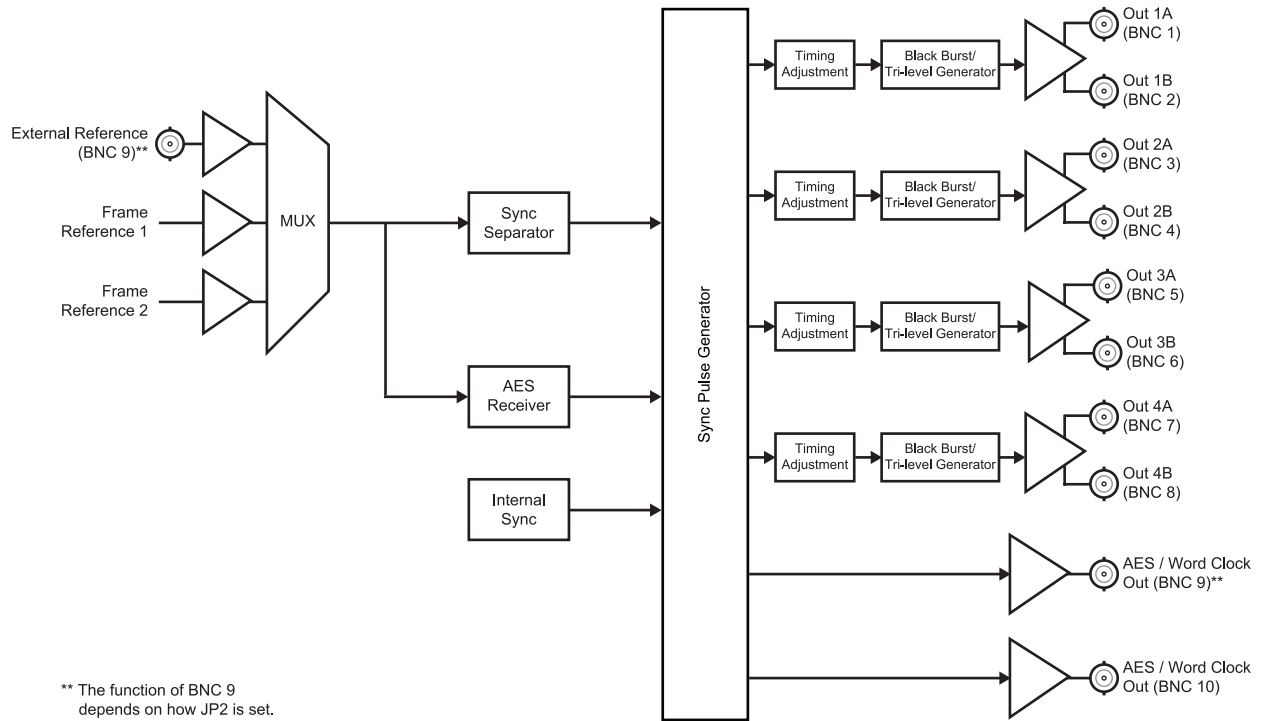 External Reference
(BNC 9)**
Frame
Reference 1
Frame
Reference 2
MUX
Sync
Separator
AES
Receiver
Internal
Sync
Sync Pulse Generator
Timing
Adjustment
Black Burst/
Tri-level Generator
Out 1A
(BNC 1)
Out 1B
(BNC 2)
Timing
Adjustment
Black Burst/
Tri-level Generator
Out 2A
(BNC 3)
Out 2B
(BNC 4)
Timing
Adjustment
Black Burst/
Tri-level Generator
Out 3A
(BNC 5)
Out 3B
(BNC 6)
Timing
Adjustment
Black Burst/
Tri-level Generator
Out 4A
(BNC 7)
Out 4B
(BNC 8)
AES / Word Clock
Out (BNC 9)**
AES / Word Clock
Out (BNC 10)
** The function of BNC 9
depends on how JP2 is set.